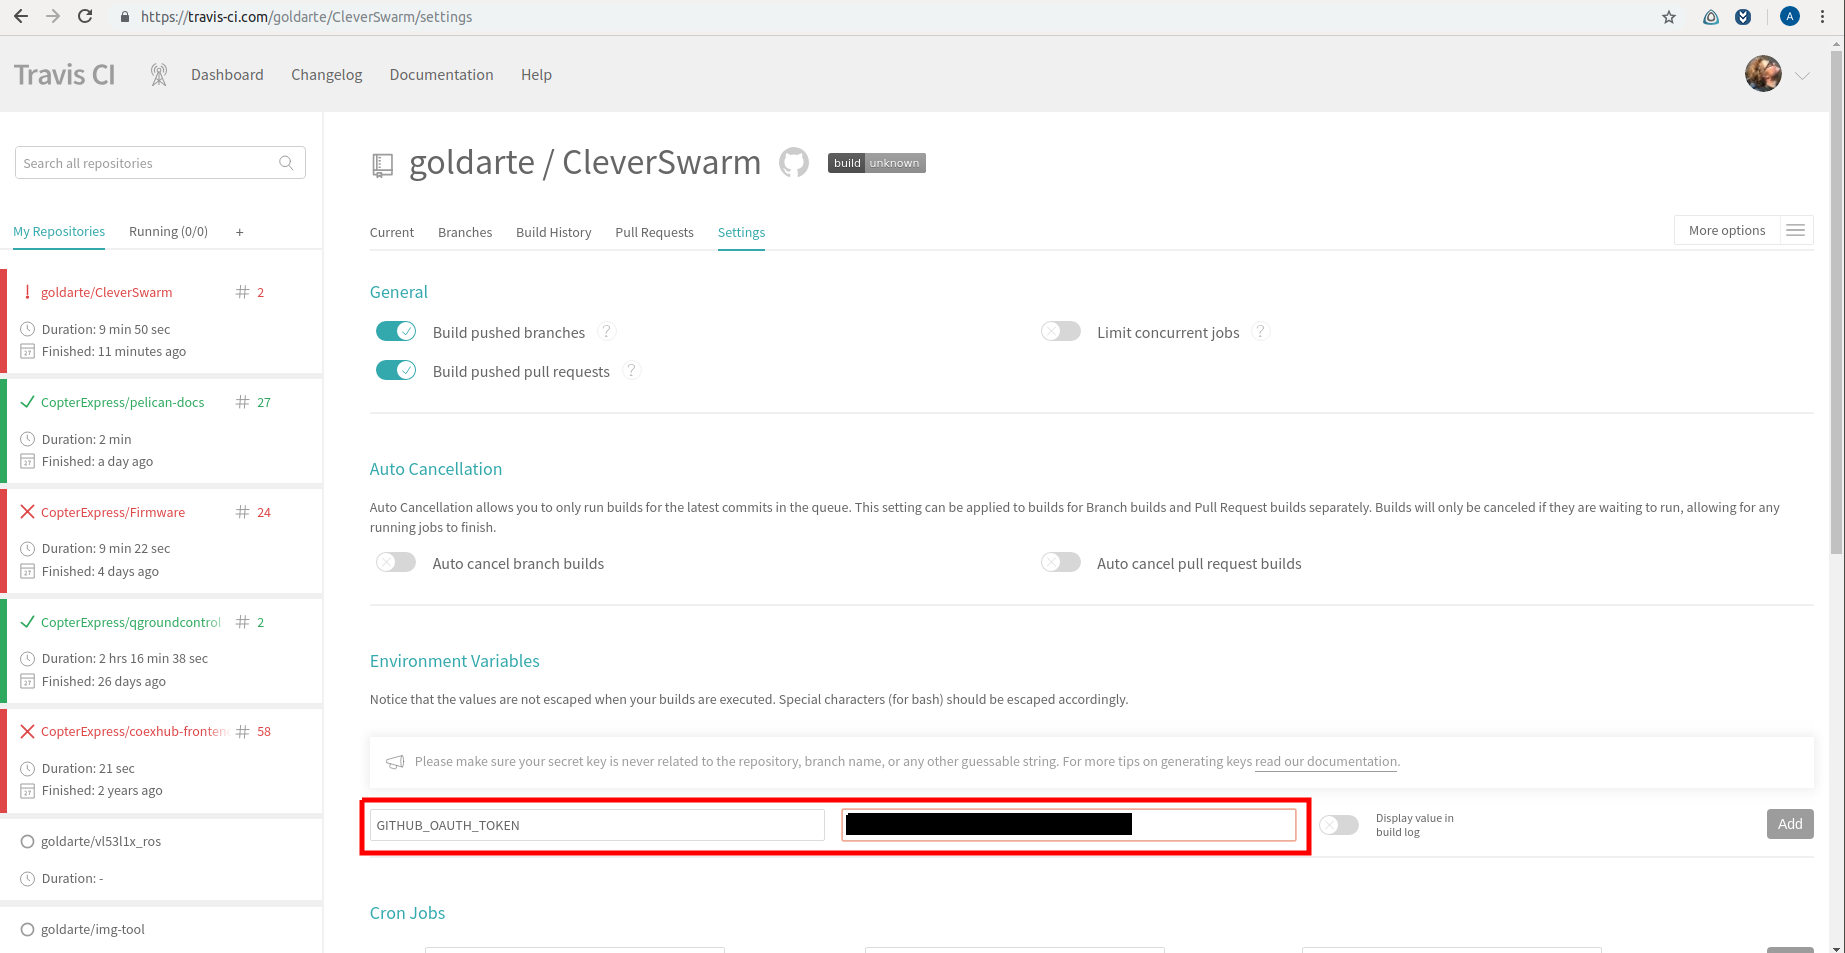 https://travis-ci.com/goldarte/CleverSwarm/settings
A
Travis CI
Dashboard
Changelog
Documentation
Help
Search all repositories
My Repositories
Running (0/0)
+
goldarte/CleverSwarm # 2
Duration: 9 min 50 sec
Finished: 11 minutes ago
CopterExpress/pelican-docs # 27
Duration: 2 min
Finished: a day ago
CopterExpress/Firmware # 24
Duration: 9 min 22 sec
Finished: 4 days ago
CopterExpress/qgroundcontrol # 2
Duration: 2 hrs 16 min 38 sec
Finished: 26 days ago
CopterExpress/coexhub-fronten # 58
Duration: 21 sec
Finished: 2 years ago
goldarte/vl53l1x_ros
Duration: -
goldarte/img-tool
goldarte / CleverSwarm
build unknown
Current
Branches
Build History
Pull Requests
Settings
More options
General
Build pushed branches ?
Limit concurrent jobs ?
Build pushed pull requests ?
Auto Cancellation
Auto Cancellation allows you to only run builds for the latest commits in the queue. This setting can be applied to builds for Branch builds and Pull Request builds separately. Builds will only be canceled if they are waiting to run, allowing for any
running jobs to finish.
Auto cancel branch builds
Auto cancel pull request builds
Environment Variables
Notice that the values are not escaped when your builds are executed. Special characters (for bash) should be escaped accordingly.
Please make sure your secret key is never related to the repository, branch name, or any other guessable string. For more tips on generating keys read our documentation.
GITHUB_OAUTH_TOKEN
Display value in
build log
Add
Cron Jobs